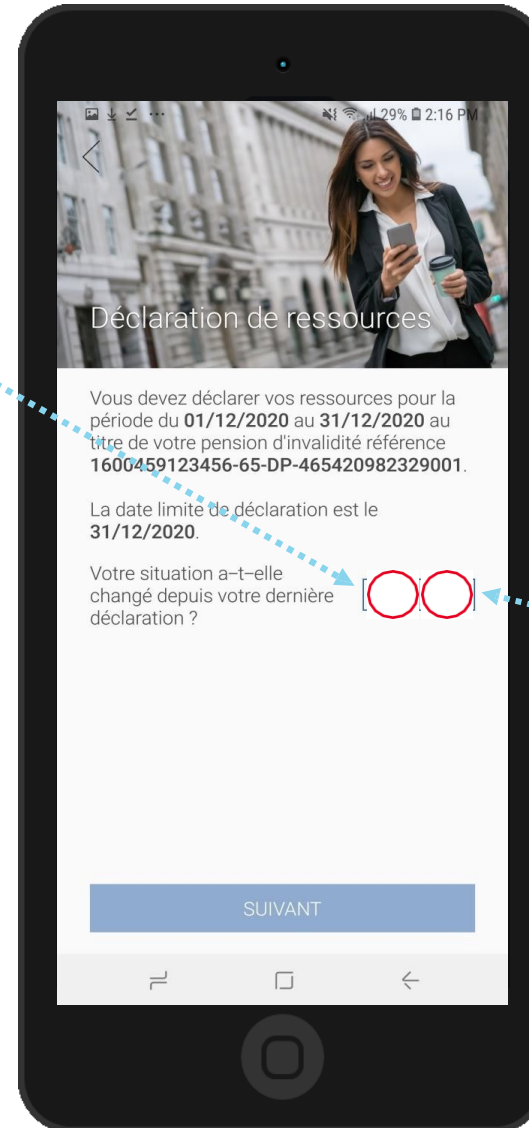 29% 2:16 PM
Déclaration de ressources
Vous devez déclarer vos ressources pour la
période du 01/12/2020 au 31/12/2020 au
titre de votre pension d'invalidité référence
1600459123456-65-DP-465420982329001.
La date limite de déclaration est le
31/12/2020.
Votre situation a-t-elle
changé depuis votre dernière
déclaration ?
SUIVANT